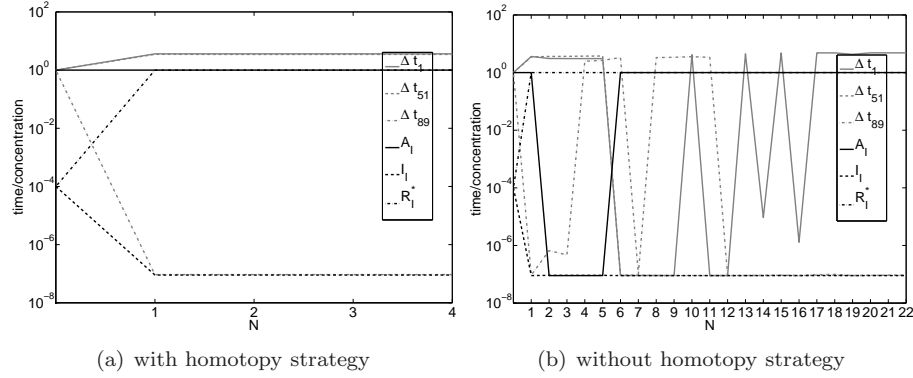 10^2
10^0
10^-2
10^-4
10^-6
10^-8
time/concentration
0 1 2 3 4
N
Δ t_1
Δ t_51
Δ t_89
A_I
I_I
R_I^*
(a) with homotopy strategy
10^2
10^0
10^-2
10^-4
10^-6
10^-8
time/concentration
1 2 3 4 5 6 7 8 9 10 11 12 13 14 15 16 17 18 19 20 21 22
N
Δ t_1
Δ t_51
Δ t_89
A_I
I_I
R_I^*
(b) without homotopy strategy